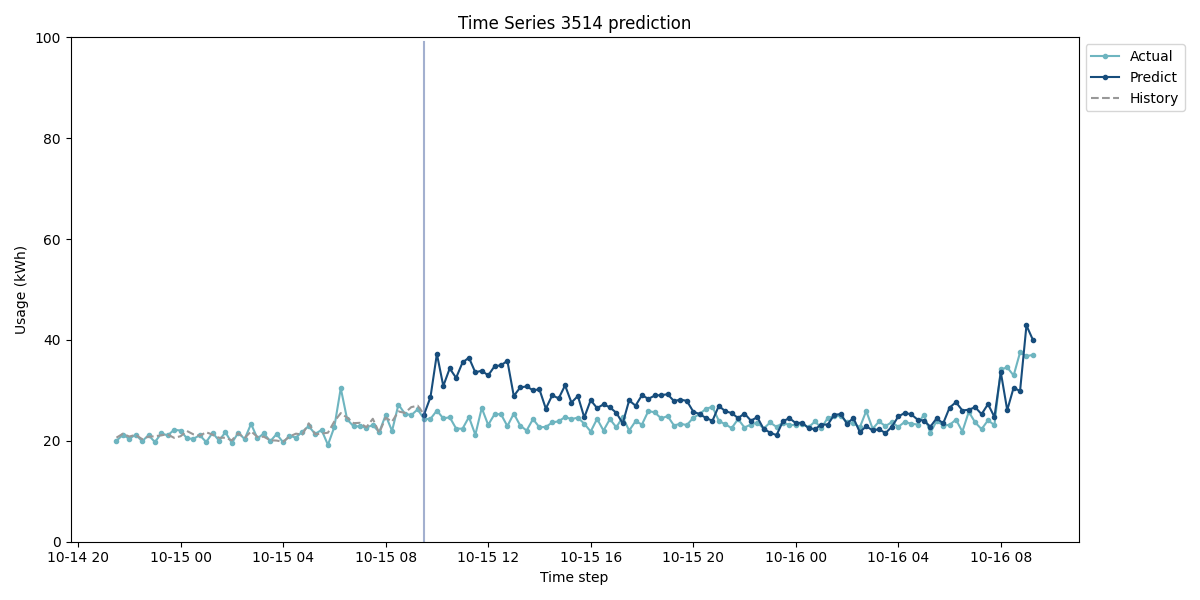 Time Series 3514 prediction
100
80
60
40
20
0
Usage (kWh)
10-14 20
10-15 00
10-15 04
10-15 08
10-15 12
10-15 16
10-15 20
10-16 00
10-16 04
10-16 08
Time step
Actual
Predict
History